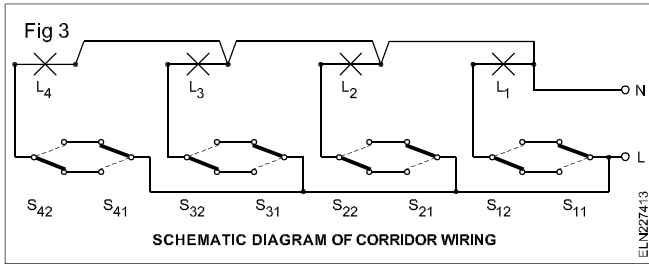 Fig 3
L4 L3 L2 L1
N
L
S42 S41 S32 S31 S22 S21 S12 S11
SCHEMATIC DIAGRAM OF CORRIDOR WIRING
ELN227413